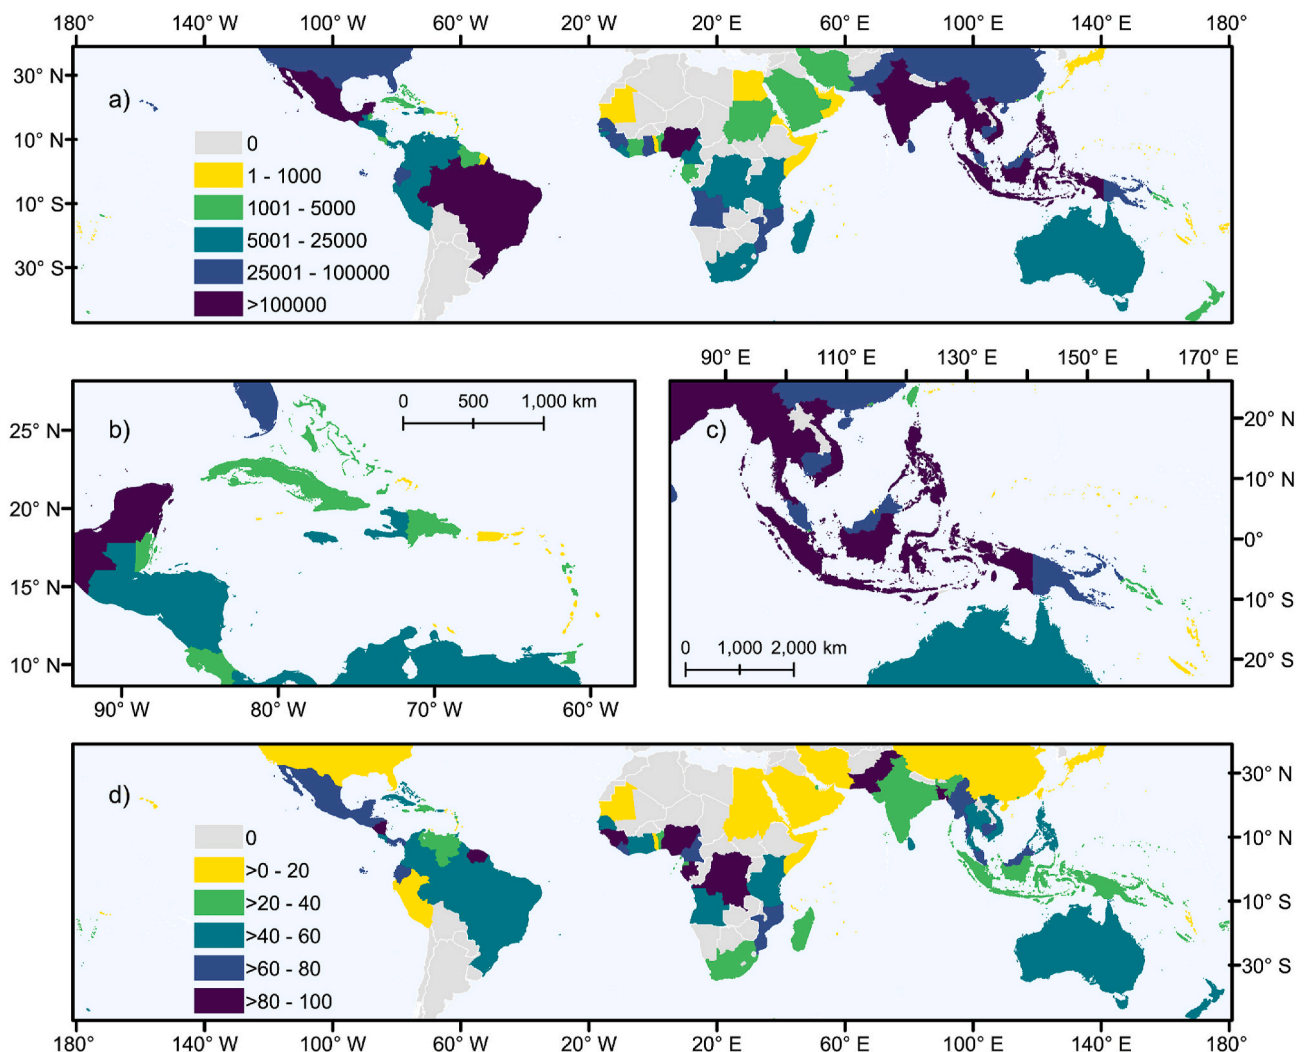 180° 140° W 100° W 60° W 20° W 20° E 60° E 100° E 140° E 180°
a)
30° N
10° N
10° S
30° S
0
1 - 1000
1001 - 5000
5001 - 25000
25001 - 100000
>100000
90° E 110° E 130° E 150° E 170° E
b)
0 500 1,000 km
25° N
20° N
15° N
10° N
90° W 80° W 70° W 60° W
c)
20° N
10° N
0°
10° S
20° S
0 1,000 2,000 km
d)
30° N
10° N
10° S
30° S
0
>0 - 20
>20 - 40
>40 - 60
>60 - 80
>80 - 100
180° 140° W 100° W 60° W 20° W 20° E 60° E 100° E 140° E 180°